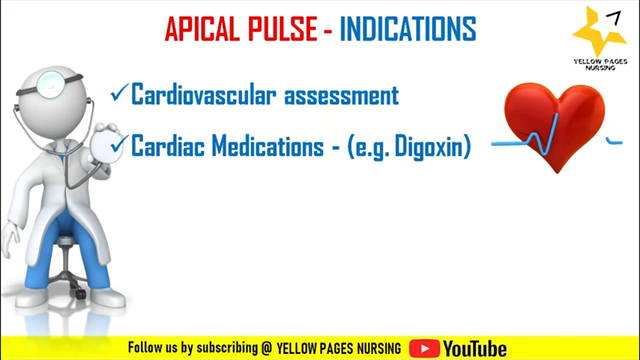 APICAL PULSE - INDICATIONS
YELLOW PAGES
NURSING
✓Cardiovascular assessment
✓Cardiac Medications - (e.g. Digoxin)
Follow us by subscribing @ YELLOW PAGES NURSING YouTube